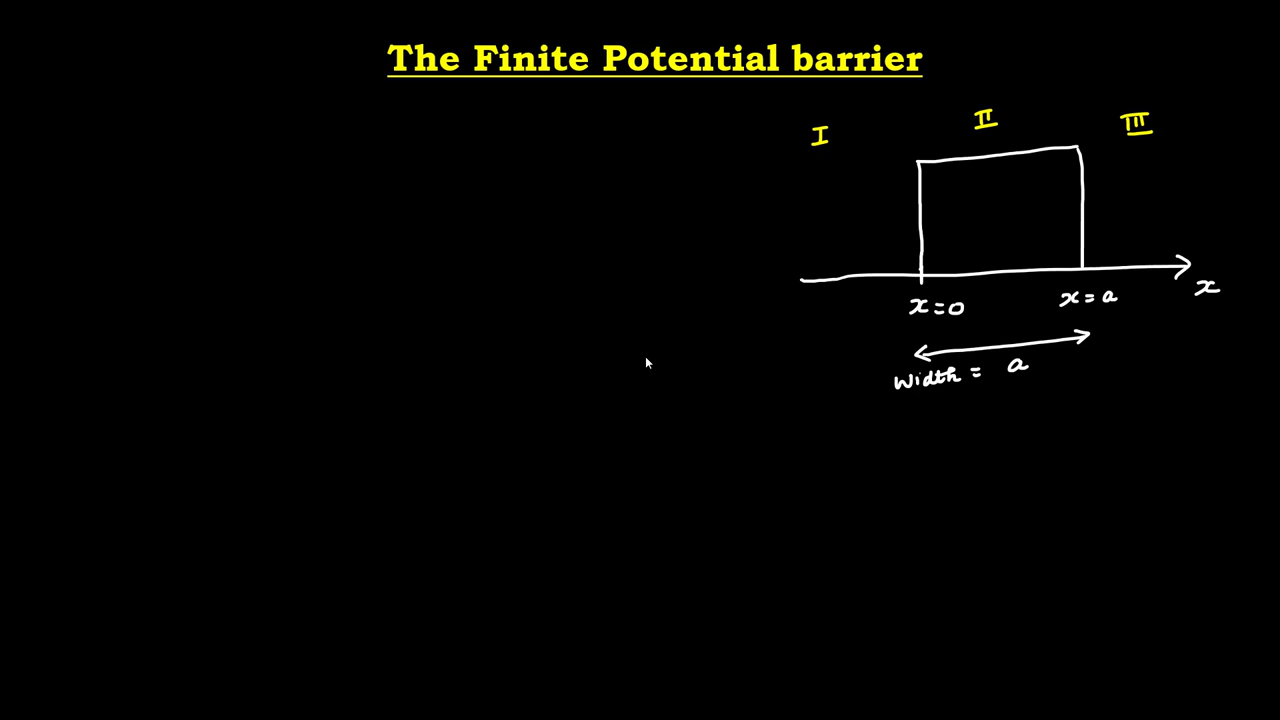 The Finite Potential barrier
I II III
x=0 x=a x
Width = a